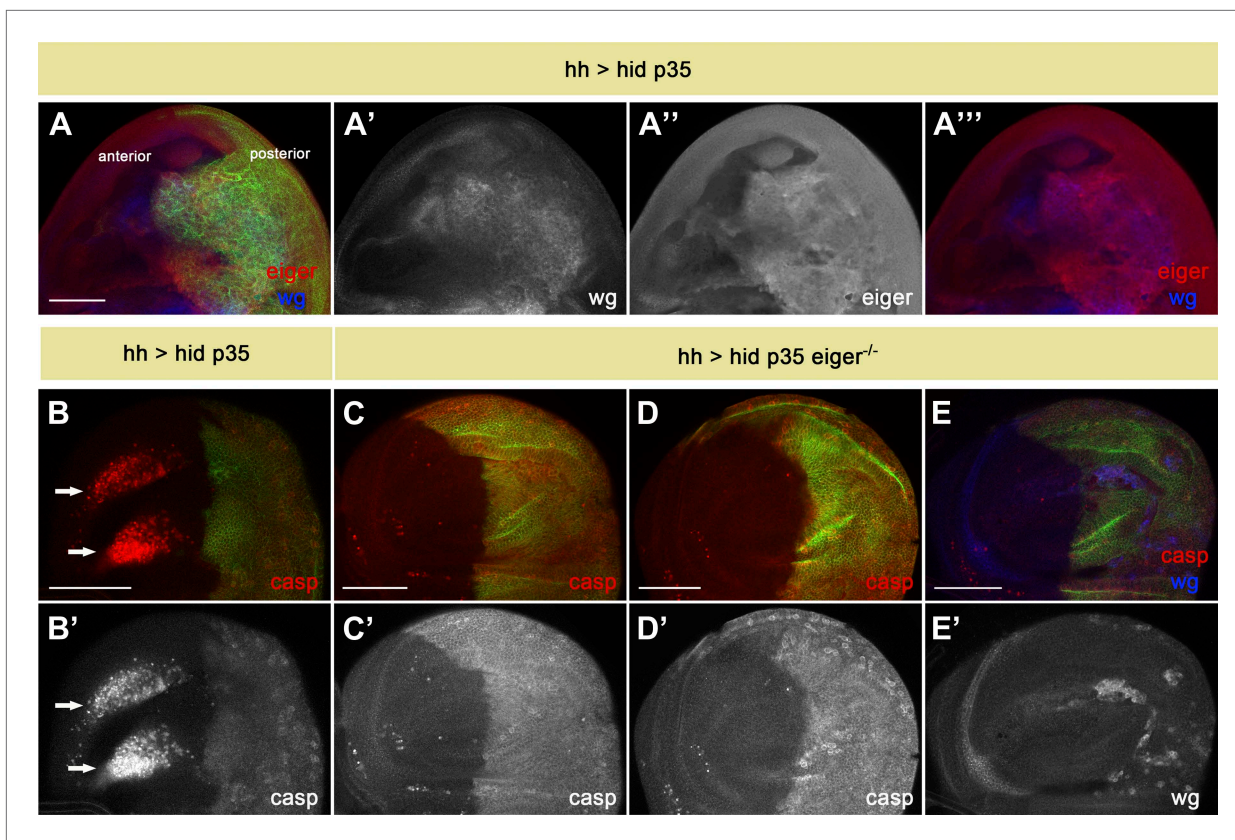 hh > hid p35
A
anterior
posterior
eiger
wg
A'
wg
A''
eiger
A'''
eiger
wg
hh > hid p35
hh > hid p35 eiger-/-
B
casp
C
casp
D
casp
E
casp
wg
B'
casp
C'
casp
D'
casp
E'
wg